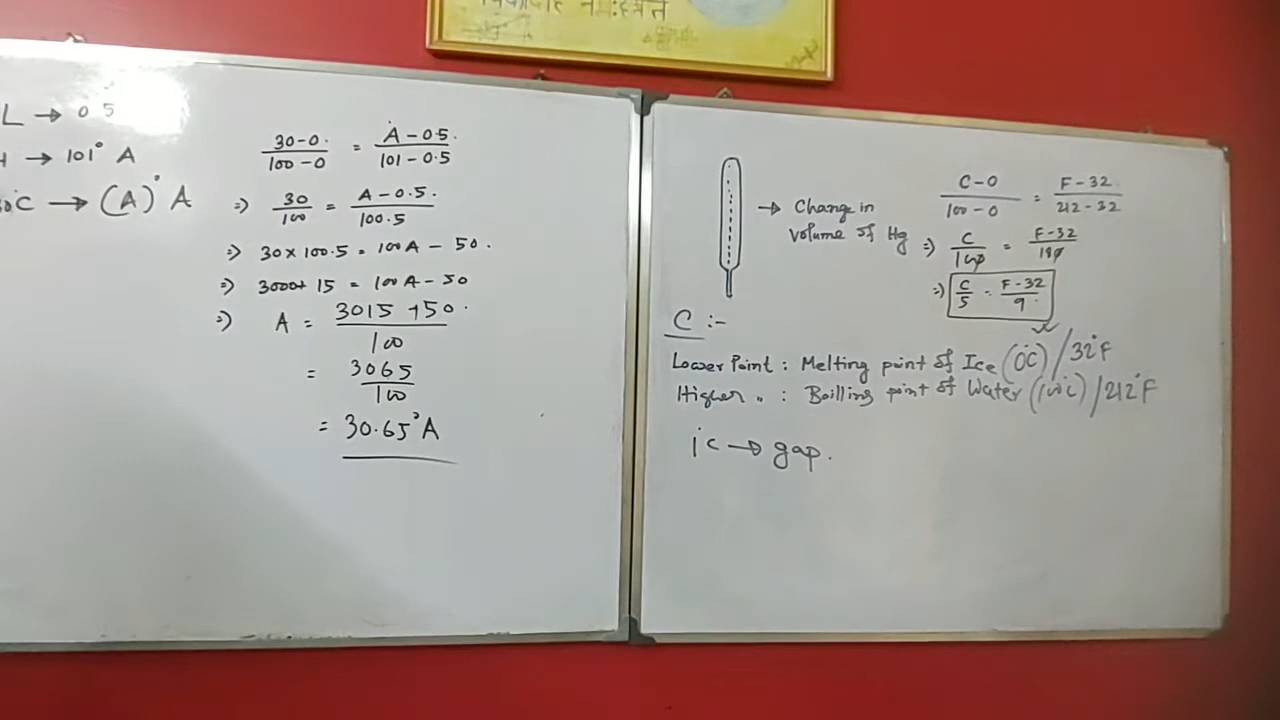 L → 0.5
H → 101° A
30°C → (A)° A
30-0 / 100-0 = A-0.5 / 101-0.5
⇒ 30/100 = A-0.5 / 100.5
⇒ 30×100.5 = 100A - 50.
⇒ 3000+15 = 100A-50
⇒ A = 3015+50 / 100
= 3065/100
= 30.65°A
→ Change in
volume of Hg
C-0 / 100-0 = F-32 / 212-32
⇒ C/100 = F-32 / 180
⇒ C/5 = F-32 / 9
C :-
Lower Point : Melting point of Ice (0°C) / 32°F
Higher " : Boilling point of Water (100°C) / 212°F
1°C → gap.